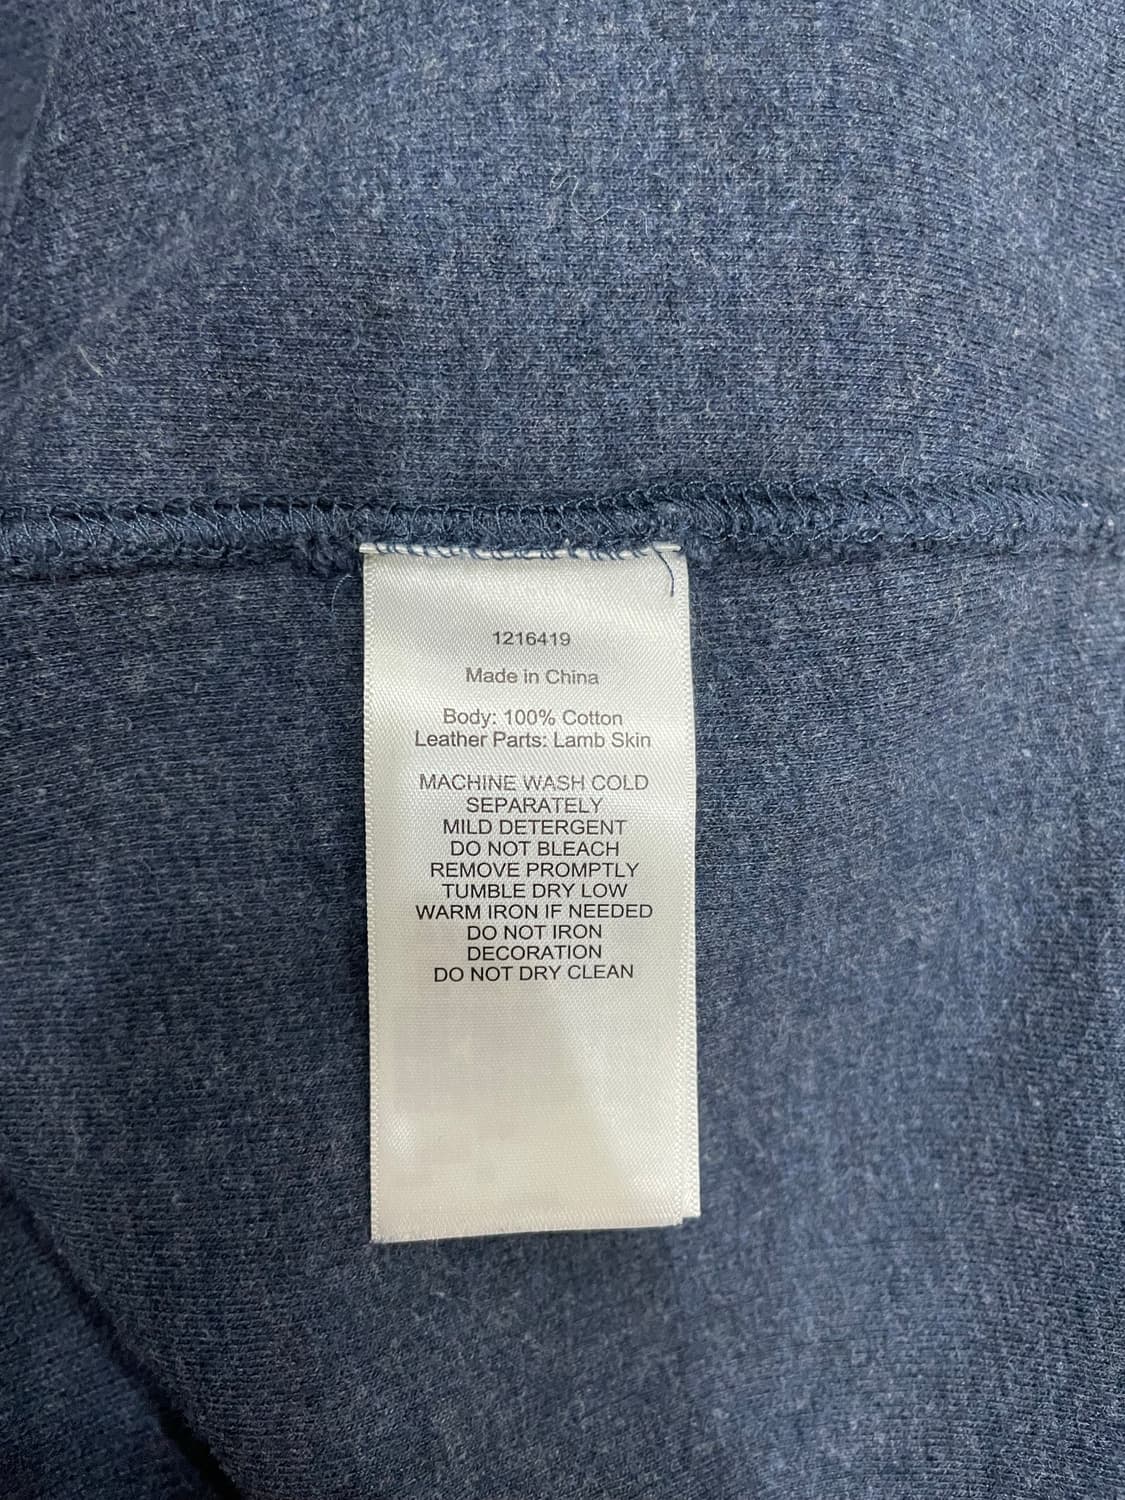 1216419
Made in China
Body: 100% Cotton
Leather Parts: Lamb Skin
MACHINE WASH COLD
SEPARATELY
MILD DETERGENT
DO NOT BLEACH
REMOVE PROMPTLY
TUMBLE DRY LOW
WARM IRON IF NEEDED
DO NOT IRON
DECORATION
DO NOT DRY CLEAN